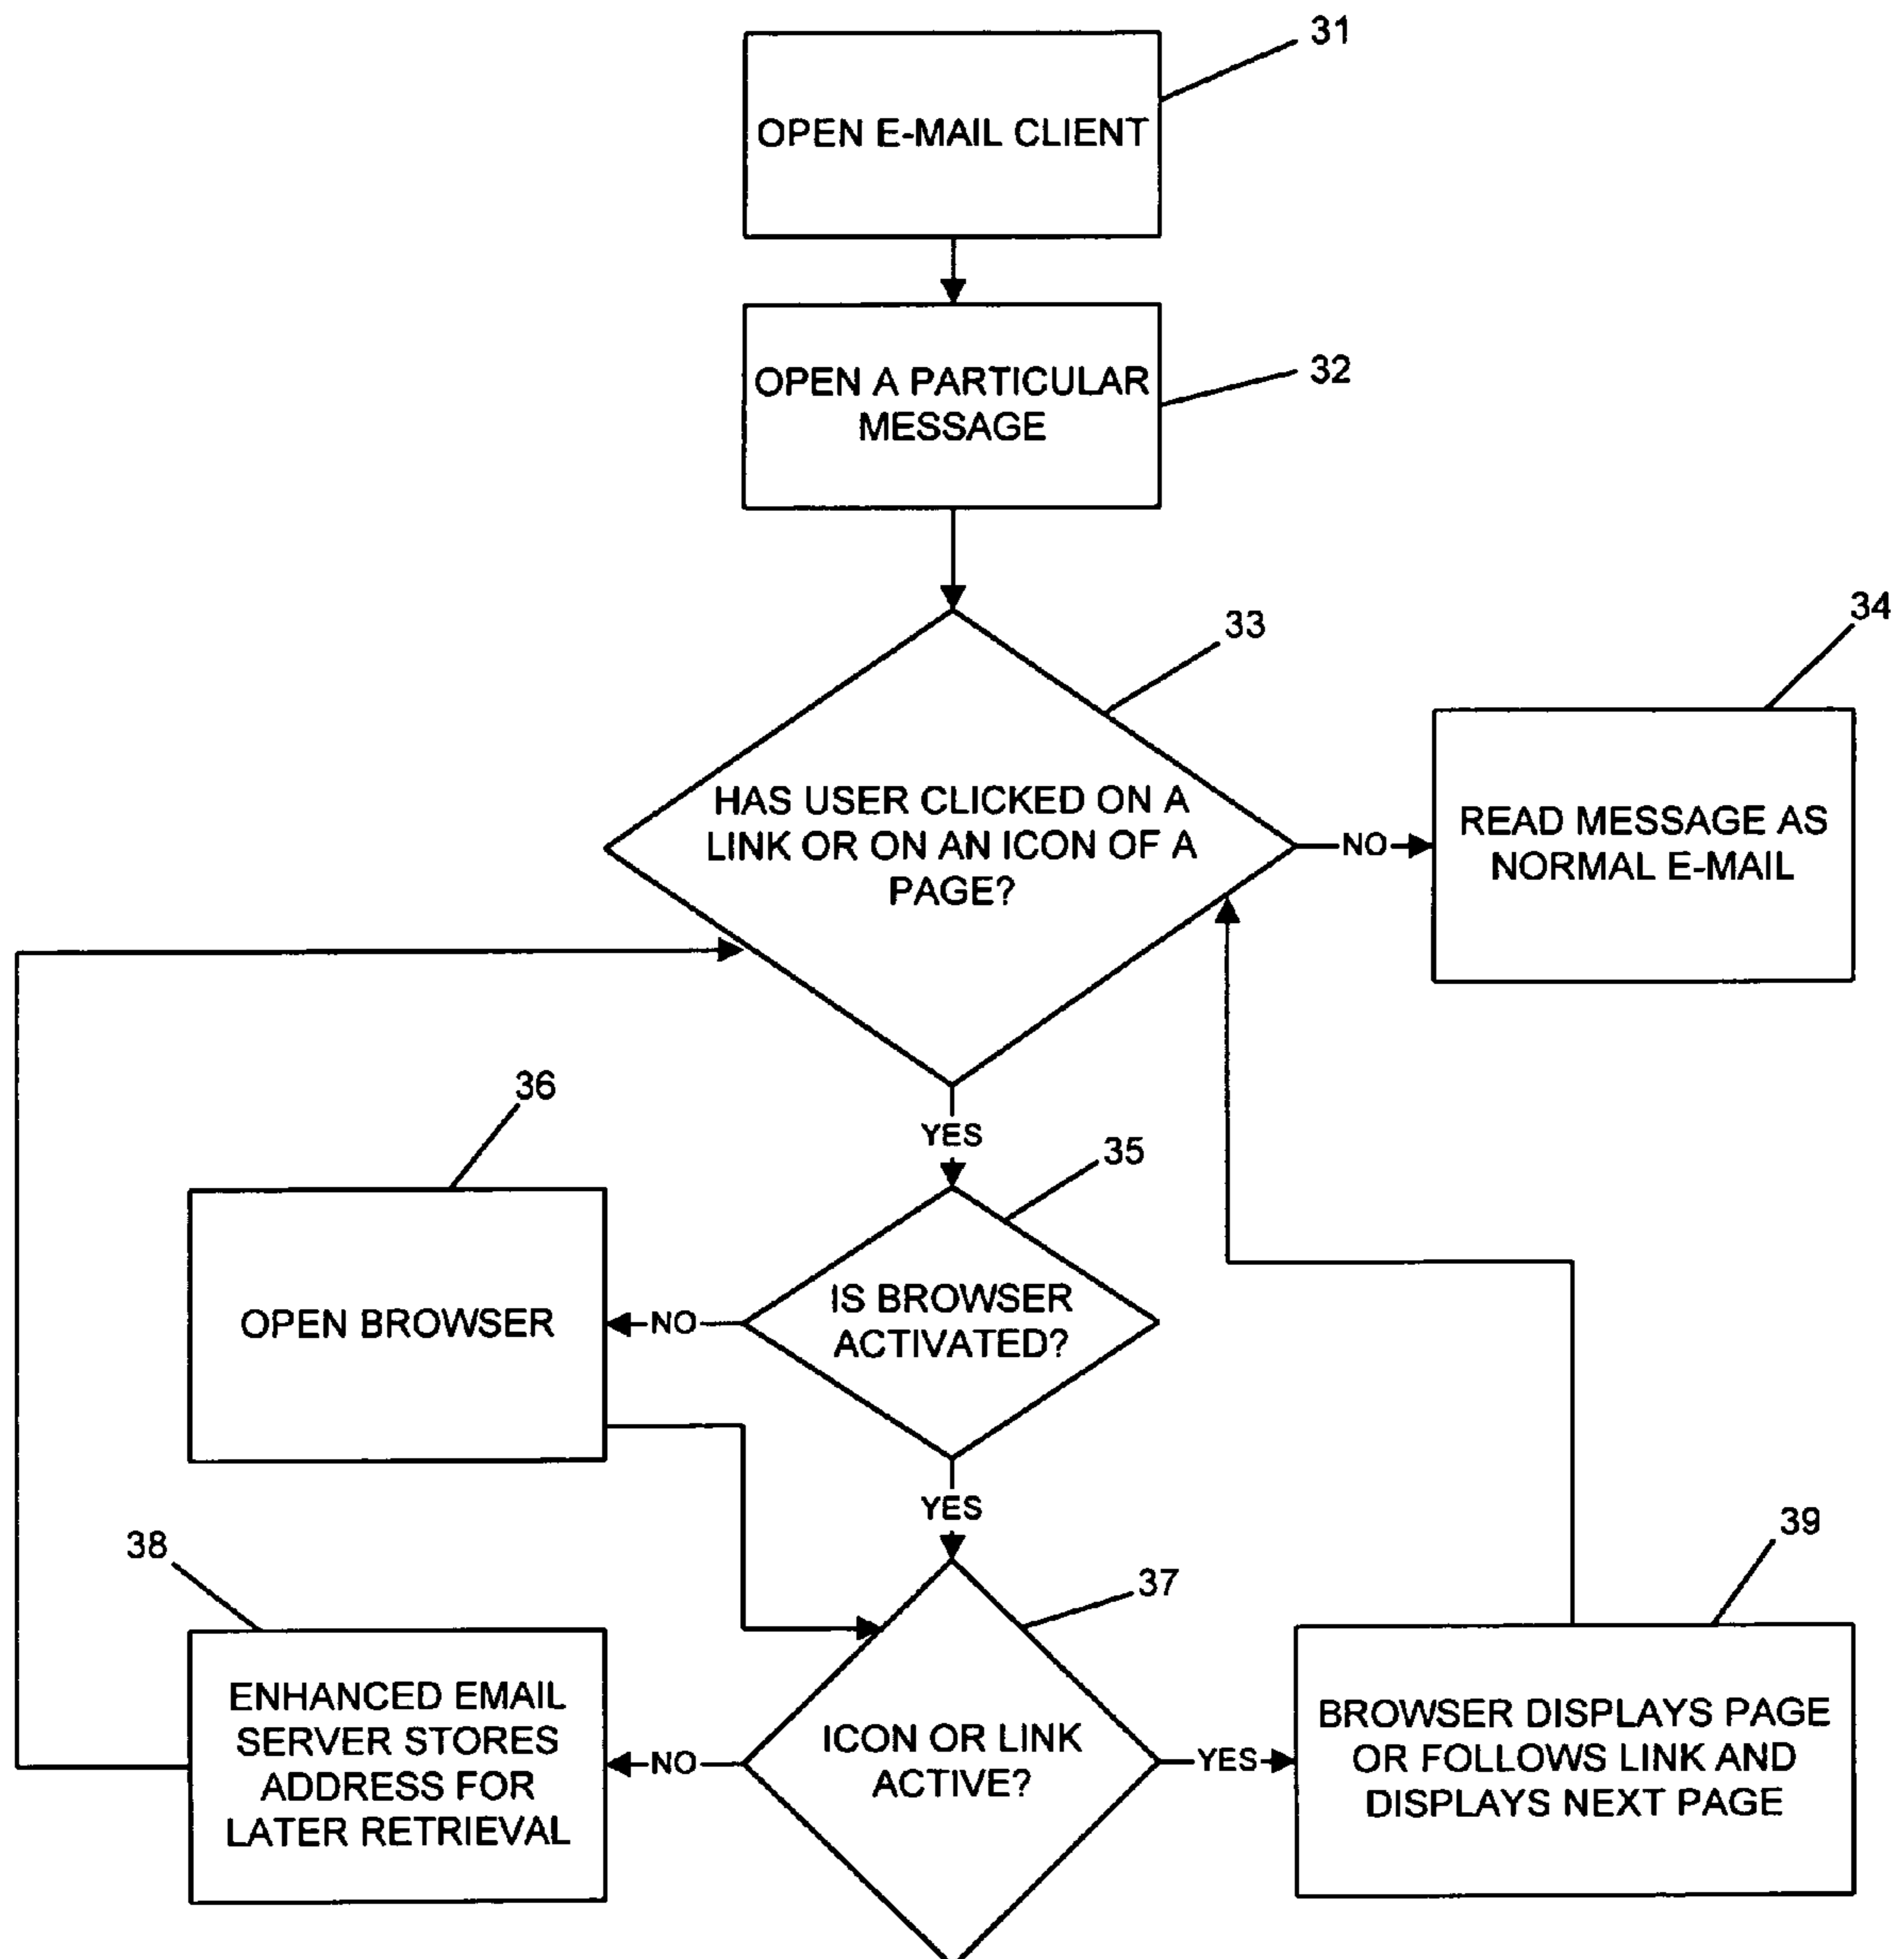 31
OPEN E-MAIL CLIENT
32
OPEN A PARTICULAR
MESSAGE
33
34
HAS USER CLICKED ON A
LINK OR ON AN ICON OF A
PAGE?
NO
READ MESSAGE AS
NORMAL E-MAIL
YES
36
35
OPEN BROWSER
NO
IS BROWSER
ACTIVATED?
YES
38
37
39
ENHANCED EMAIL
SERVER STORES
ADDRESS FOR
LATER RETRIEVAL
NO
ICON OR LINK
ACTIVE?
YES
BROWSER DISPLAYS PAGE
OR FOLLOWS LINK AND
DISPLAYS NEXT PAGE